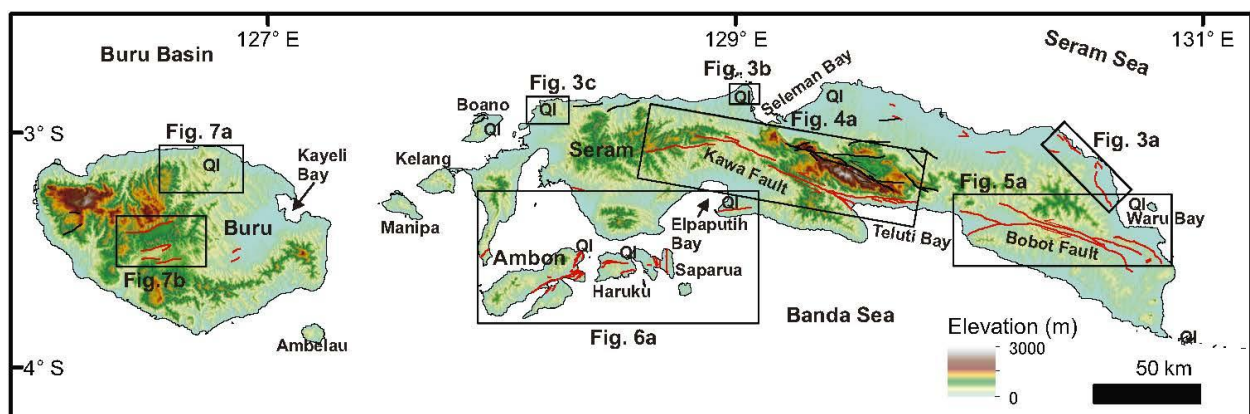 127° E
129° E
131° E
Buru Basin
Seram Sea
Fig. 3b
Seleman Bay
Fig. 3c
Ql
Ql
Ql
Boano
Ql
Fig. 4a
3° S
Fig. 7a
Ql
Kayeli
Bay
Kelang
Seram
Kawa Fault
Fig. 3a
Fig. 5a
Ql
Waru Bay
Manipa
Ql
Elpaputih
Bay
Teluti Bay
Buru
Bobot Fault
Fig.7b
Ambon
Ql
Ql
Saparua
Haruku
Banda Sea
Fig. 6a
Ambelau
Ql
Elevation (m)
3000
0
50 km
4° S